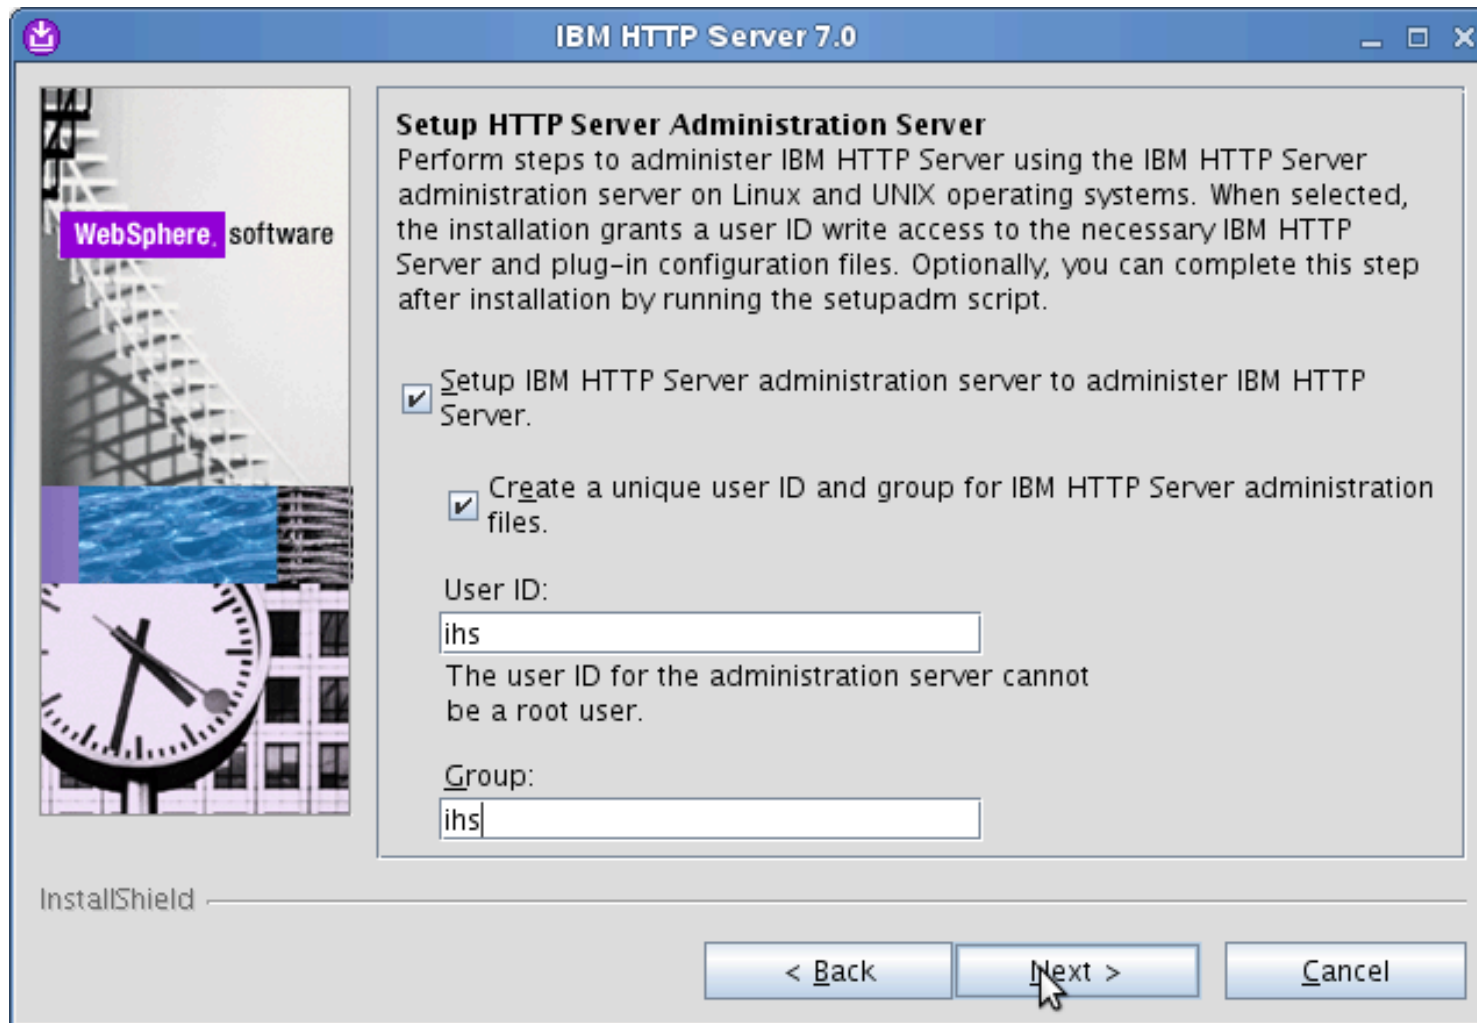 IBM HTTP Server 7.0
WebSphere. software
Setup HTTP Server Administration Server
Perform steps to administer IBM HTTP Server using the IBM HTTP Server
administration server on Linux and UNIX operating systems. When selected,
the installation grants a user ID write access to the necessary IBM HTTP
Server and plug-in configuration files. Optionally, you can complete this step
after installation by running the setupadm script.
Setup IBM HTTP Server administration server to administer IBM HTTP
Server.
Create a unique user ID and group for IBM HTTP Server administration
files.
User ID:
ihs
The user ID for the administration server cannot
be a root user.
Group:
ihs
InstallShield
< Back
Next >
Cancel